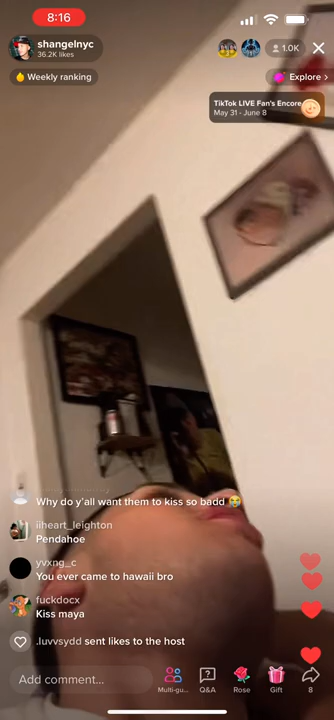 8:16
shangelnyc
36.2K likes
1.0K
Weekly ranking
Explore >
TikTok LIVE Fan's Encore
May 31 - June 8
Why do y'all want them to kiss so badd 😭
iiheart_leighton
Pendahoe
yvxng_c
You ever came to hawaii bro
fuckdocx
Kiss maya
.luvvsydd sent likes to the host
Add comment...
Multi-gu...
Q&A
Rose
Gift
8